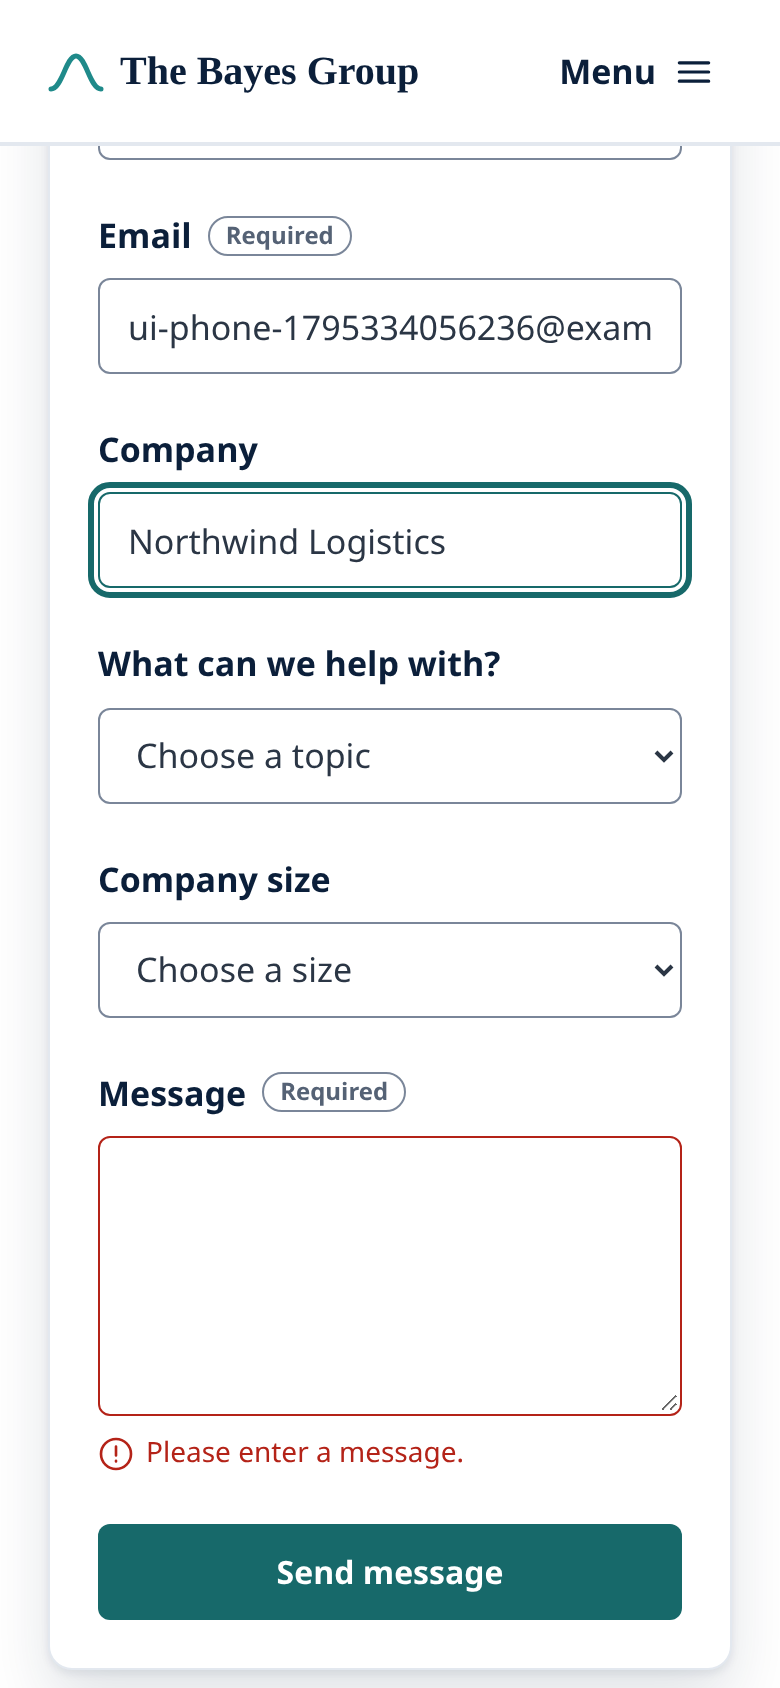 The Bayes Group
Menu
Email Required
ui-phone-1795334056236@exam
Company
Northwind Logistics
What can we help with?
Choose a topic
Company size
Choose a size
Message Required
Please enter a message.
Send message